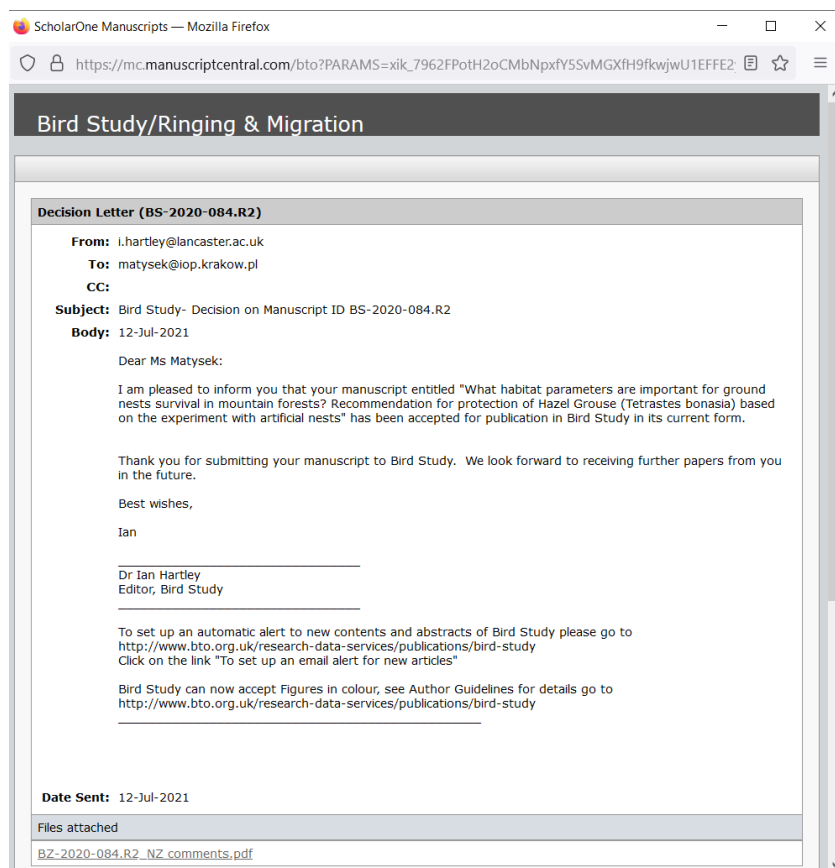 ScholarOne Manuscripts — Mozilla Firefox
https://mc.manuscriptcentral.com/bto?PARAMS=xik_7962FPotH2oCMbNpxfY5SvMGXfH9fkwjwU1EFFE2
Bird Study/Ringing & Migration
Decision Letter (BS-2020-084.R2)
From: i.hartley@lancaster.ac.uk
To: matysek@iop.krakow.pl
CC:
Subject: Bird Study- Decision on Manuscript ID BS-2020-084.R2
Body: 12-Jul-2021
Dear Ms Matysek:
I am pleased to inform you that your manuscript entitled "What habitat parameters are important for ground
nests survival in mountain forests? Recommendation for protection of Hazel Grouse (Tetrastes bonasia) based
on the experiment with artificial nests" has been accepted for publication in Bird Study in its current form.
Thank you for submitting your manuscript to Bird Study.  We look forward to receiving further papers from you
in the future.
Best wishes,
Ian
Dr Ian Hartley
Editor, Bird Study
To set up an automatic alert to new contents and abstracts of Bird Study please go to
http://www.bto.org.uk/research-data-services/publications/bird-study
Click on the link "To set up an email alert for new articles"
Bird Study can now accept Figures in colour, see Author Guidelines for details go to
http://www.bto.org.uk/research-data-services/publications/bird-study
Date Sent: 12-Jul-2021
Files attached
BZ-2020-084.R2_NZ comments.pdf